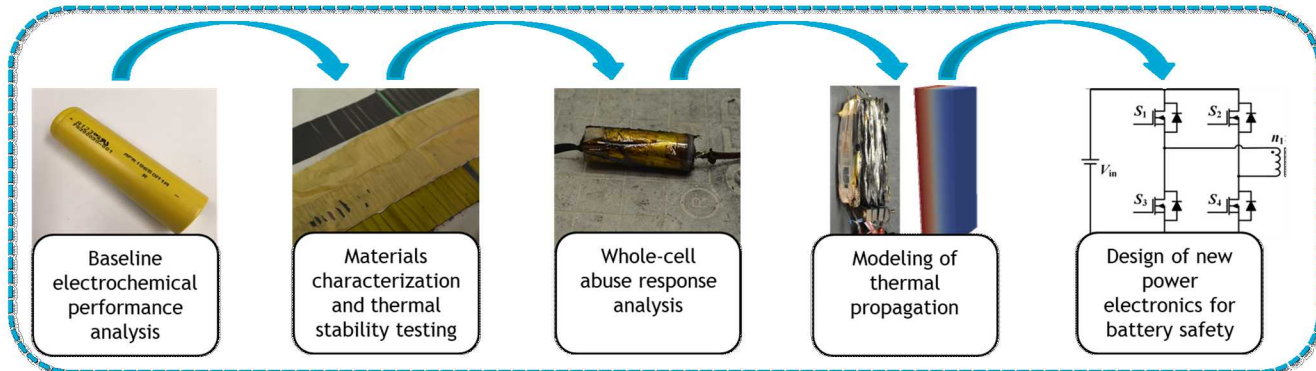 S1
S2
n1
Vin
S3
S4
Baseline
electrochemical
performance
analysis
Materials
characterization
and thermal
stability testing
Whole-cell
abuse response
analysis
Modeling of
thermal
propagation
Design of new
power
electronics for
battery safety